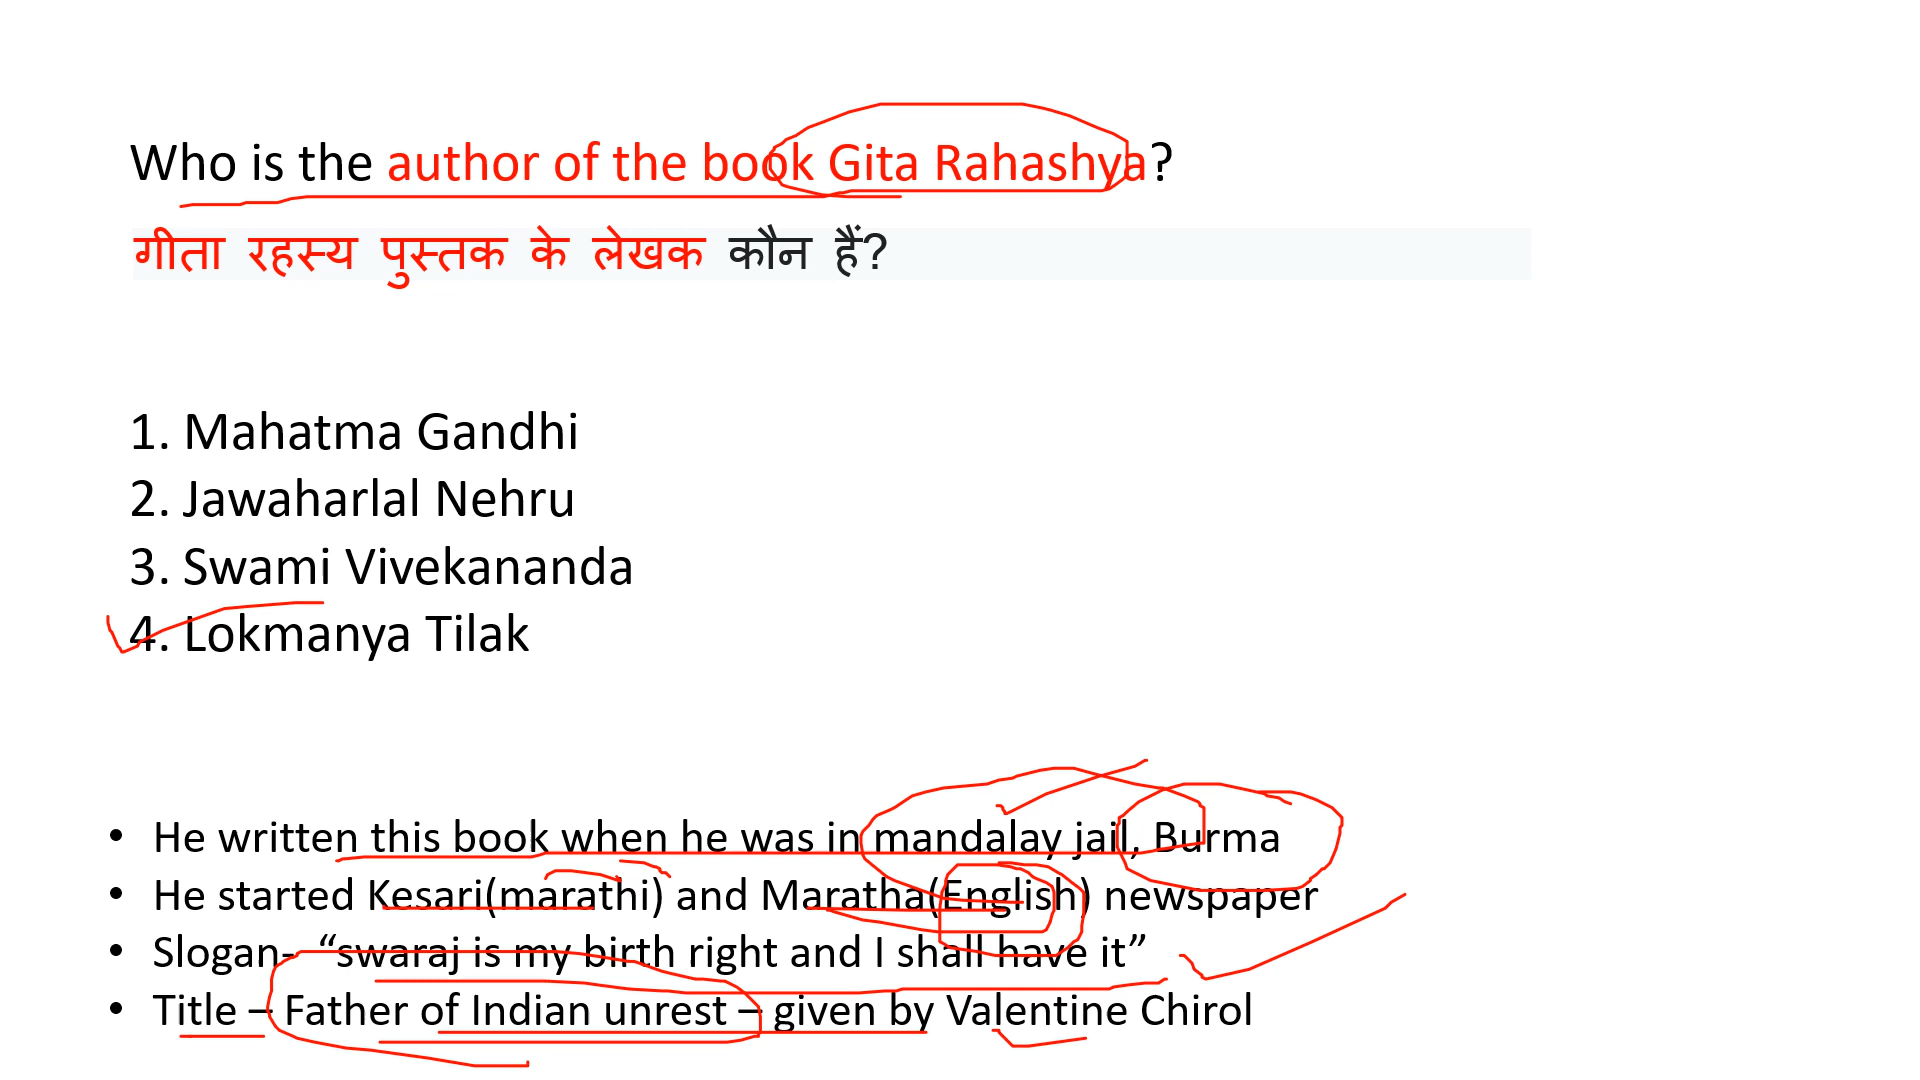 Who is the author of the book Gita Rahashya?
गीता रहस्य पुस्तक के लेखक कौन हैं?
1. Mahatma Gandhi
2. Jawaharlal Nehru
3. Swami Vivekananda
4. Lokmanya Tilak
• He written this book when he was in mandalay jail, Burma
• He started Kesari(marathi) and Maratha(English) newspaper
• Slogan- “swaraj is my birth right and I shall have it”
• Title – Father of Indian unrest – given by Valentine Chirol